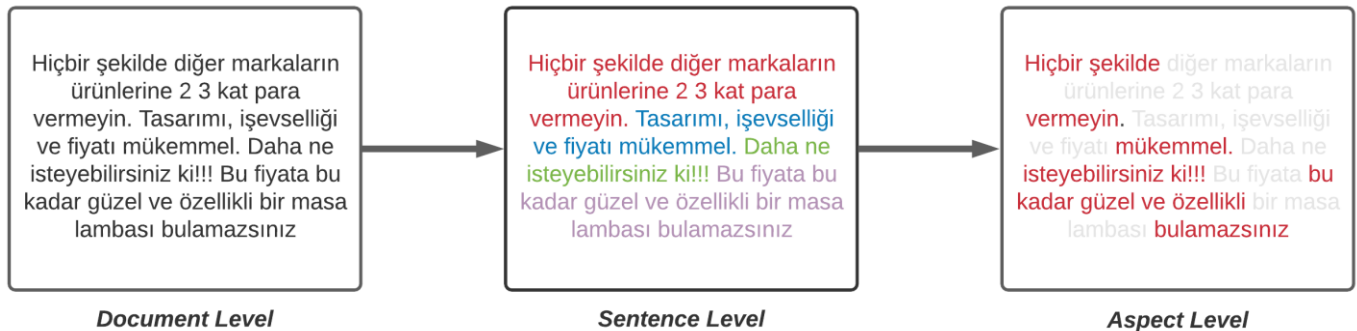 Hiçbir şekilde diğer markaların
ürünlerine 2 3 kat para
vermeyin. Tasarımı, işevselliği
ve fiyatı mükemmel. Daha ne
isteyebilirsiniz ki!!! Bu fiyata bu
kadar güzel ve özellikli bir masa
lambası bulamazsınız
Document Level
Hiçbir şekilde diğer markaların
ürünlerine 2 3 kat para
vermeyin. Tasarımı, işevselliği
ve fiyatı mükemmel. Daha ne
isteyebilirsiniz ki!!! Bu fiyata bu
kadar güzel ve özellikli bir masa
lambası bulamazsınız
Sentence Level
Hiçbir şekilde diğer markaların
ürünlerine 2 3 kat para
vermeyin. Tasarımı, işevselliği
ve fiyatı mükemmel. Daha ne
isteyebilirsiniz ki!!! Bu fiyata bu
kadar güzel ve özellikli bir masa
lambası bulamazsınız
Aspect Level